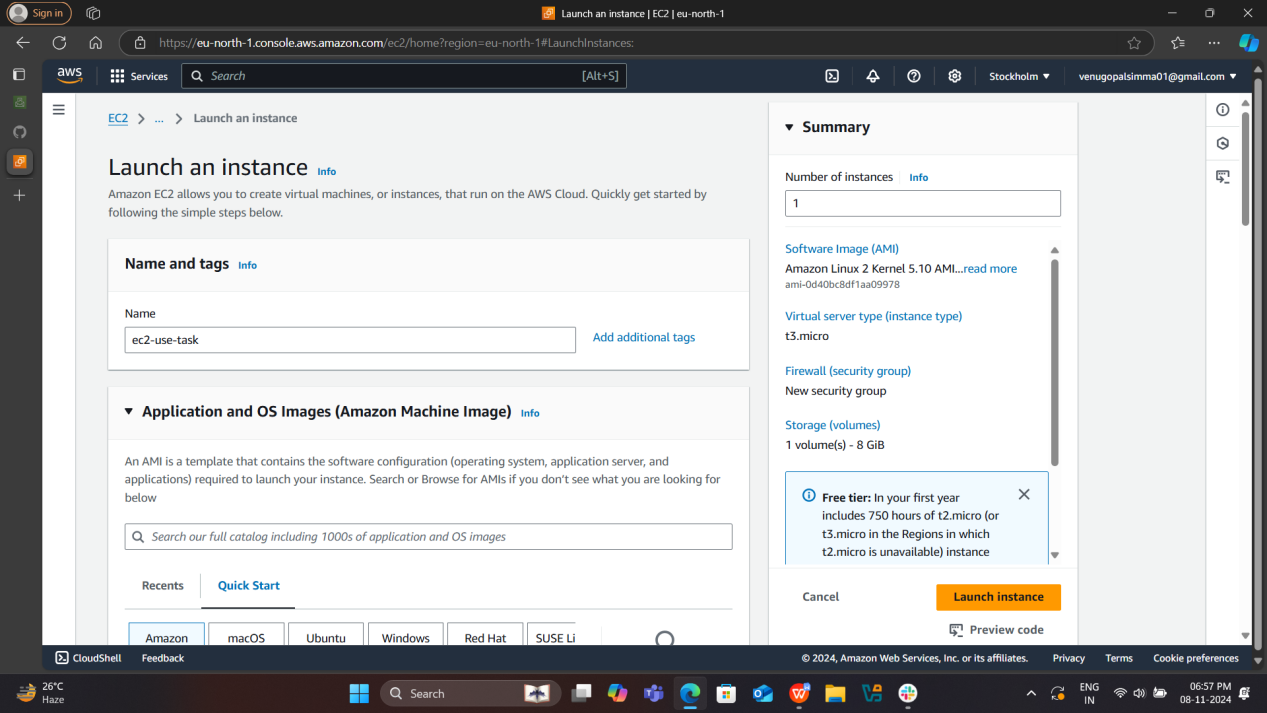 Sign in
Launch an instance | EC2 | eu-north-1
https://eu-north-1.console.aws.amazon.com/ec2/home?region=eu-north-1#LaunchInstances:
aws
Services
Search
[Alt+S]
Stockholm
venugopalsimma01@gmail.com
EC2
...
Launch an instance
Launch an instance Info
Amazon EC2 allows you to create virtual machines, or instances, that run on the AWS Cloud. Quickly get started by
following the simple steps below.
Name and tags Info
Name
ec2-use-task
Add additional tags
Application and OS Images (Amazon Machine Image) Info
An AMI is a template that contains the software configuration (operating system, application server, and
applications) required to launch your instance. Search or Browse for AMIs if you don't see what you are looking for
below
Search our full catalog including 1000s of application and OS images
Recents
Quick Start
Amazon
macOS
Ubuntu
Windows
Red Hat
SUSE Li
Summary
Number of instances Info
1
Software Image (AMI)
Amazon Linux 2 Kernel 5.10 AMI...read more
ami-0d40bc8df1aa09978
Virtual server type (instance type)
t3.micro
Firewall (security group)
New security group
Storage (volumes)
1 volume(s) - 8 GiB
Free tier: In your first year
includes 750 hours of t2.micro (or
t3.micro in the Regions in which
t2.micro is unavailable) instance
Cancel
Launch instance
Preview code
CloudShell
Feedback
© 2024, Amazon Web Services, Inc. or its affiliates.
Privacy
Terms
Cookie preferences
26°C
Haze
Search
ENG
IN
06:57 PM
08-11-2024